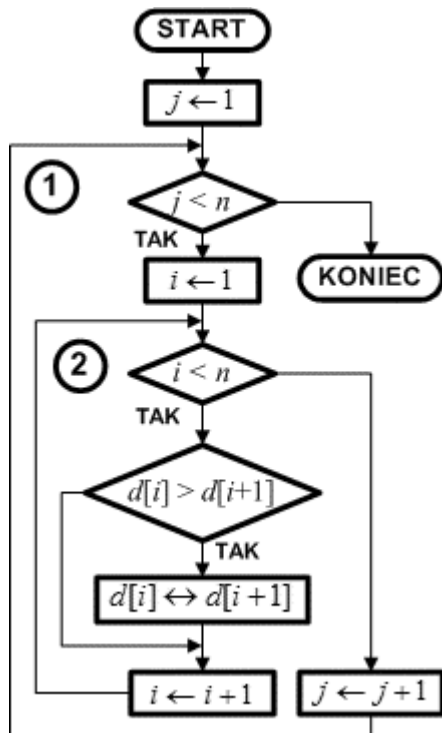 START
j ← 1
1
j < n
TAK
i ← 1
KONIEC
2
i < n
TAK
d[i] > d[i+1]
TAK
d[i] ↔ d[i + 1]
i ← i + 1
j ← j + 1